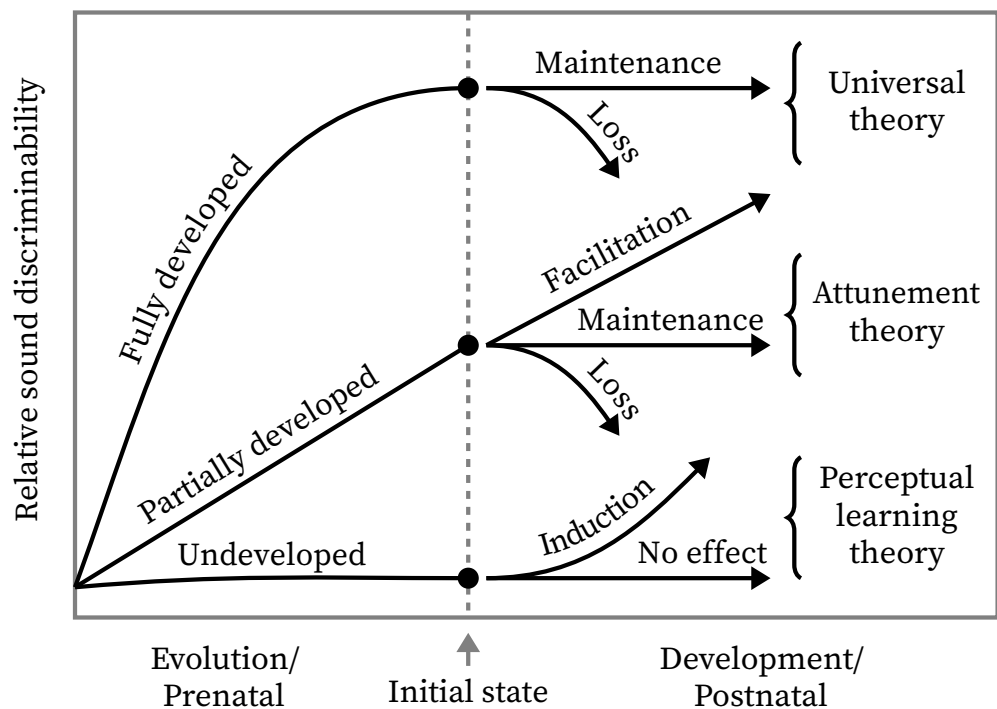 Relative sound discriminability
Fully developed
Partially developed
Undeveloped
Maintenance
Loss
Universal
theory
Facilitation
Maintenance
Loss
Attunement
theory
Induction
No effect
Perceptual
learning
theory
Evolution/
Prenatal
Initial state
Development/
Postnatal